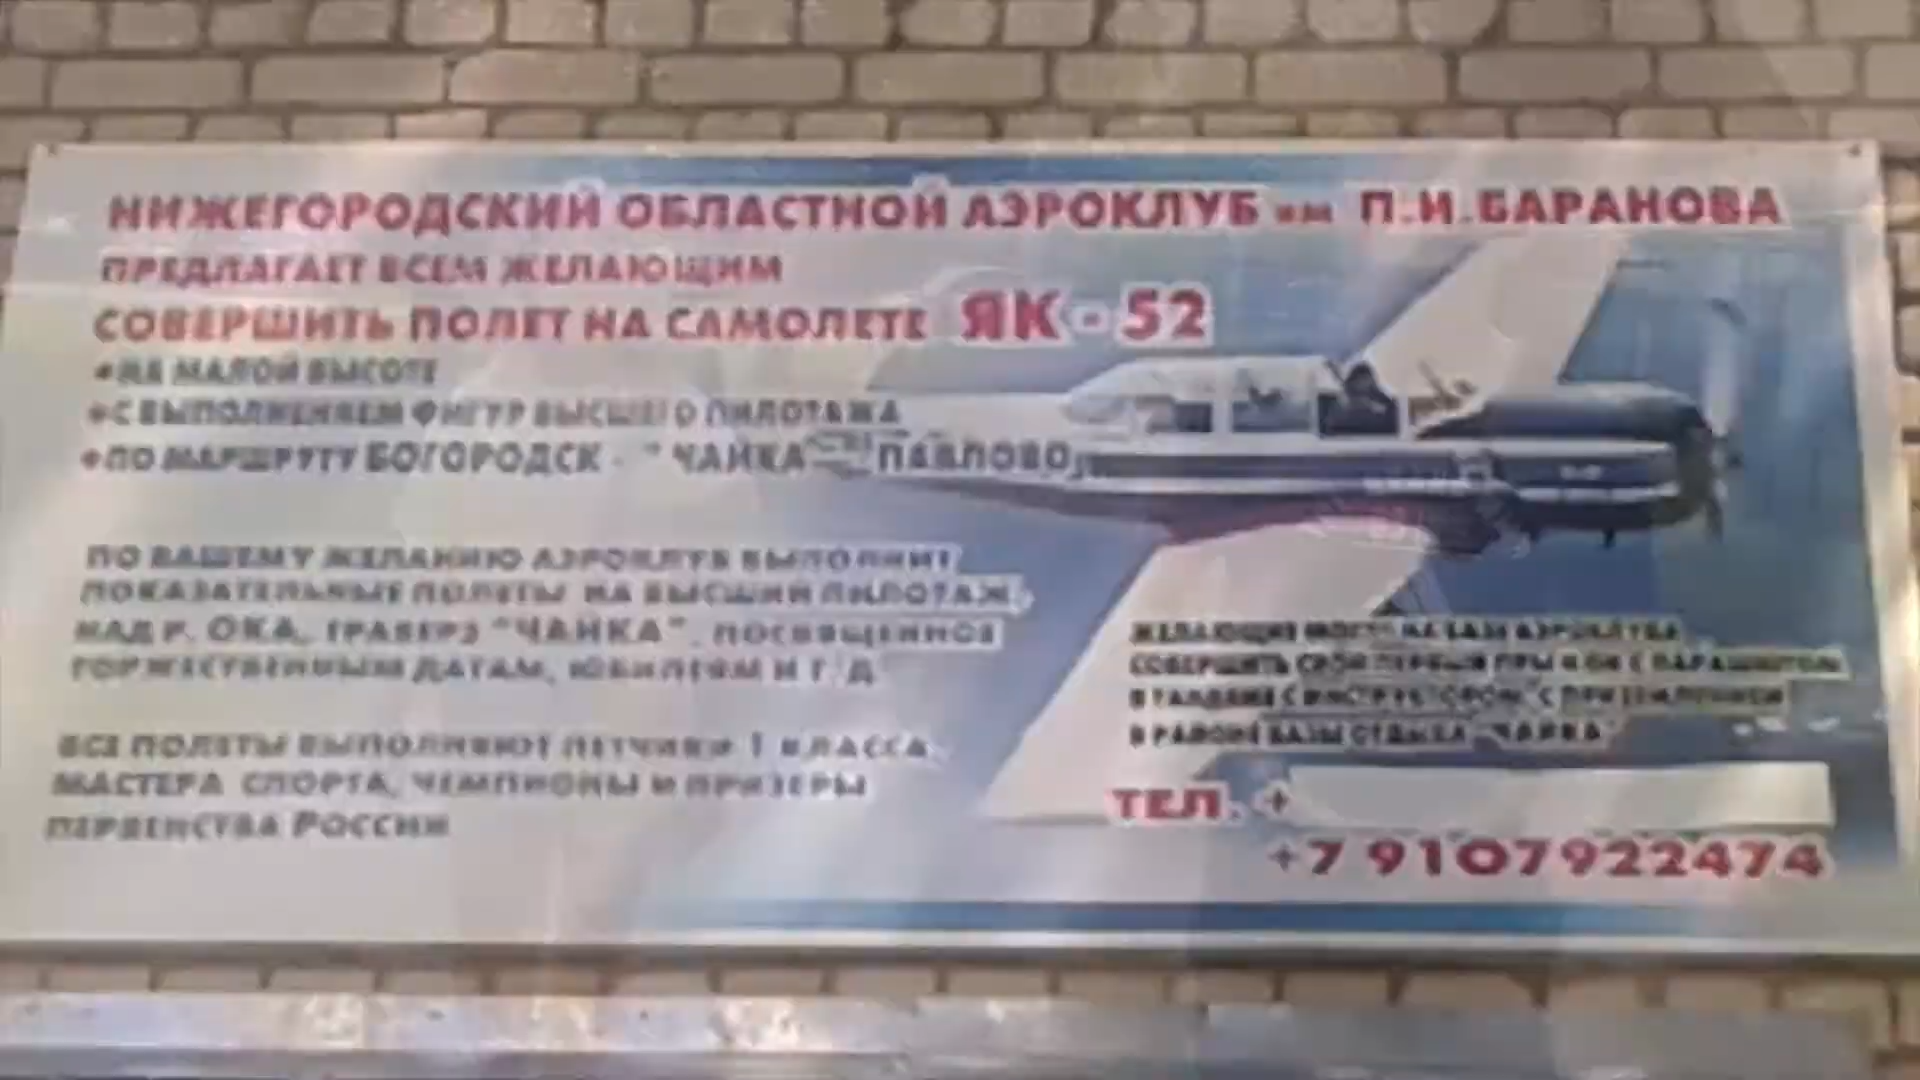 НИЖЕГОРОДСКИЙ ОБЛАСТНОЙ АЭРОКЛУБ им П.И.БАРАНОВА
ПРЕДЛАГАЕТ ВСЕМ ЖЕЛАЮЩИМ
СОВЕРШИТЬ ПОЛЕТ НА САМОЛЕТЕ ЯК - 52
НА МАЛОЙ ВЫСОТЕ
С ВЫПОЛНЕНИЕМ ФИГУР ВЫСШЕГО ПИЛОТАЖА
ПО МАРШРУТУ БОГОРОДСК - "ЧАЙКА ПАВЛОВО,
ПО ВАШЕМУ ЖЕЛАНИЮ АЭРОКЛУБ ВЫПОЛНИТ
ПОКАЗАТЕЛЬНЫЕ ПОЛЕТЫ НА ВЫСШИЙ ПИЛОТАЖ,
НАД Р. ОКА, "ЧАЙКА",
ТОРЖЕСТВЕННЫМ ДАТАМ, ЮБИЛЕЯМ И Т.Д
ВСЕ ПОЛЕТЫ ВЫПОЛНЯЮТ ЛЕТЧИКИ 1 КЛАССА,
МАСТЕРА СПОРТА, ЧЕМПИОНЫ И ПРИЗЕРЫ
ПЕРВЕНСТВА РОССИИ
ЖЕЛАЮЩИЕ МОГУТ НА БАЗЕ АЭРОКЛУБА
СОВЕРШИТЬ СВОЙ ПЕРВЫЙ ПРЫЖОК С ПАРАШЮТОМ
В ТАНДЕМЕ С ИНСТРУКТОРОМ, С ПРИЗЕМЛЕНИЕМ
В РАЙОНЕ БАЗЫ ОТДЫХА "ЧАЙКА"
ТЕЛ. +
+7 9107922474